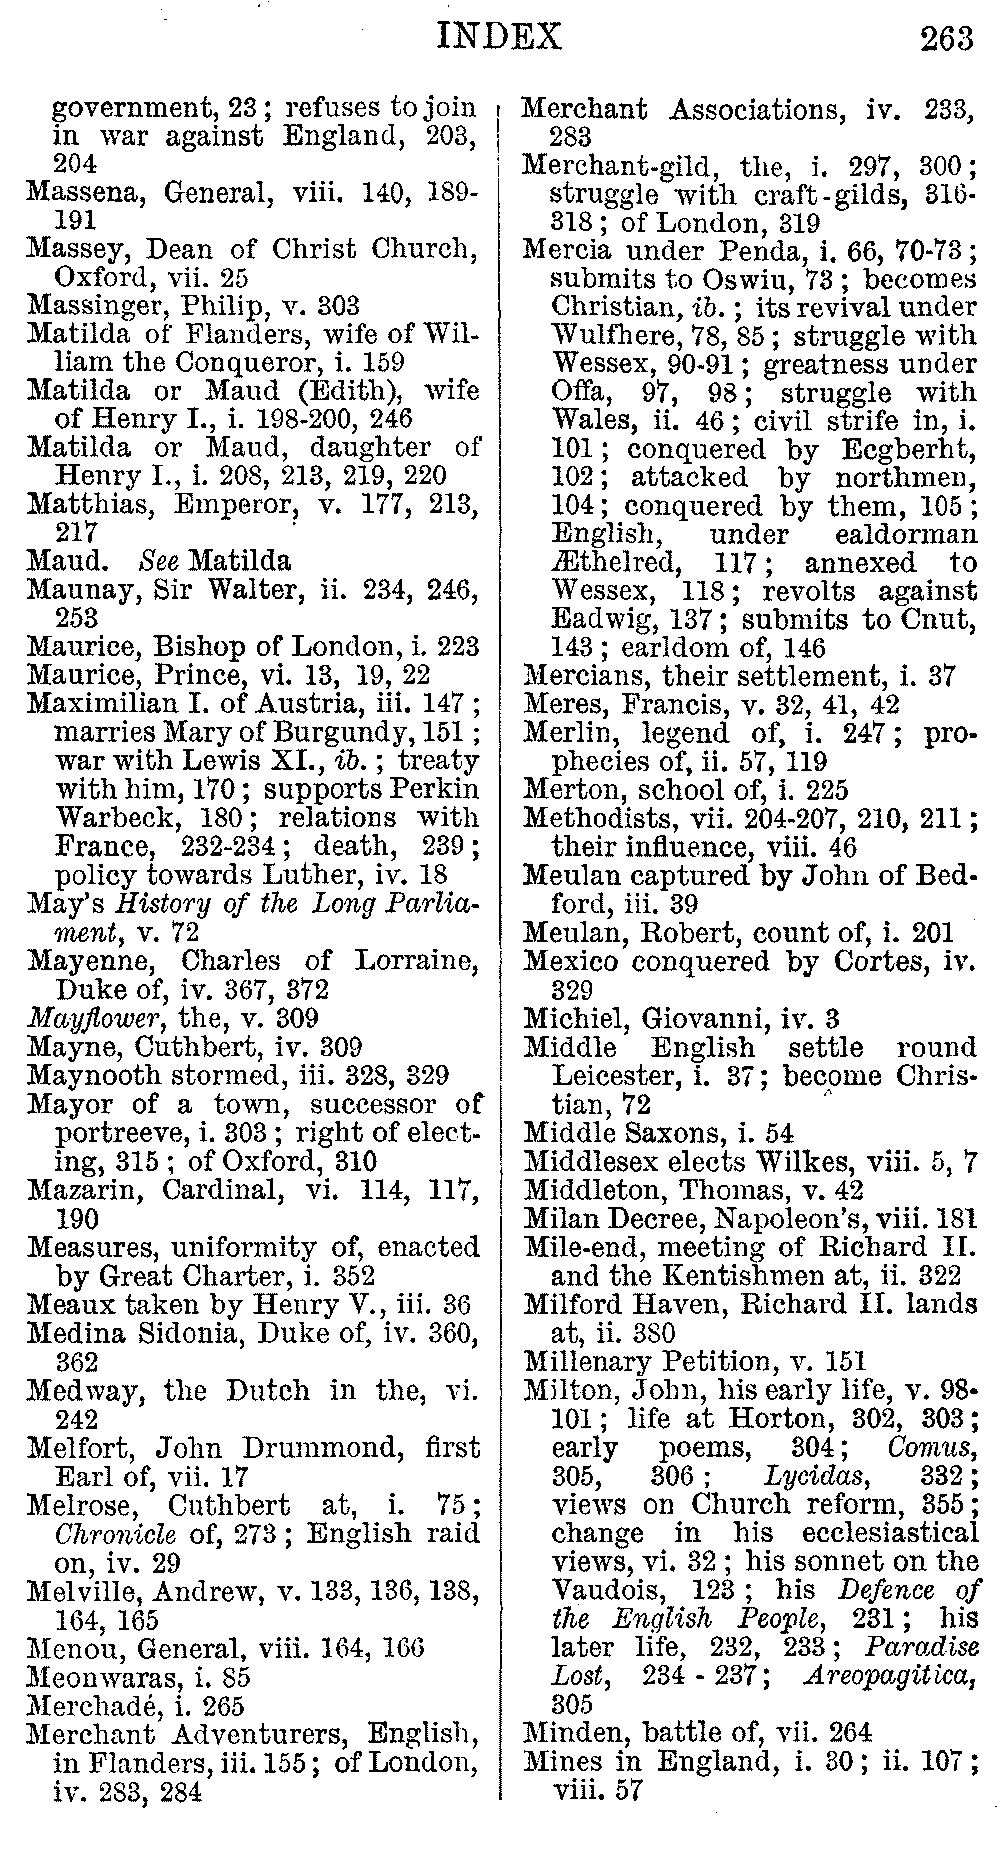 INDEX 263
government, 23 ; refuses to join
in war against England, 203,
204
Massena, General, viii. 140, 189-
191
Massey, Dean of Christ Church,
Oxford, vii. 25
Massinger, Philip, v. 303
Matilda of Flanders, wife of Wil-
liam the Conqueror, i. 159
Matilda or Maud (Edith), wife
of Henry I., i. 198-200, 246
Matilda or Maud, daughter of
Henry I., i. 208, 213, 219, 220
Matthias, Emperor, v. 177, 213,
217
Maud. See Matilda
Maunay, Sir Walter, ii. 234, 246,
253
Maurice, Bishop of London, i. 223
Maurice, Prince, vi. 13, 19, 22
Maximilian I. of Austria, iii. 147 ;
marries Mary of Burgundy, 151 ;
war with Lewis XI., ib. ; treaty
with him, 170 ; supports Perkin
Warbeck, 180 ; relations with
France, 232-234 ; death, 239 ;
policy towards Luther, iv. 18
May's History of the Long Parlia-
ment, v. 72
Mayenne, Charles of Lorraine,
Duke of, iv. 367, 372
Mayflower, the, v. 309
Mayne, Cuthbert, iv. 309
Maynooth stormed, iii. 328, 329
Mayor of a town, successor of
portreeve, i. 303 ; right of elect-
ing, 315 ; of Oxford, 310
Mazarin, Cardinal, vi. 114, 117,
190
Measures, uniformity of, enacted
by Great Charter, i. 352
Meaux taken by Henry V., iii. 36
Medina Sidonia, Duke of, iv. 360,
362
Medway, the Dutch in the, vi.
242
Melfort, John Drummond, first
Earl of, vii. 17
Melrose, Cuthbert at, i. 75 ;
Chronicle of, 273 ; English raid
on, iv. 29
Melville, Andrew, v. 133, 136, 138,
164, 165
Menou, General, viii. 164, 166
Meonwaras, i. 85
Merchadé, i. 265
Merchant Adventurers, English,
in Flanders, iii. 155 ; of London,
iv. 283, 284
Merchant Associations, iv. 233,
283
Merchant-gild, the, i. 297, 300 ;
struggle with craft-gilds, 316-
318 ; of London, 319
Mercia under Penda, i. 66, 70-73 ;
submits to Oswiu, 73 ; becomes
Christian, ib. ; its revival under
Wulfhere, 78, 85 ; struggle with
Wessex, 90-91 ; greatness under
Offa, 97, 98 ; struggle with
Wales, ii. 46 ; civil strife in, i.
101 ; conquered by Ecgberht,
102 ; attacked by northmen,
104 ; conquered by them, 105 ;
English, under ealdorman
Æthelred, 117 ; annexed to
Wessex, 118 ; revolts against
Eadwig, 137 ; submits to Cnut,
143 ; earldom of, 146
Mercians, their settlement, i. 37
Meres, Francis, v. 32, 41, 42
Merlin, legend of, i. 247 ; pro-
phecies of, ii. 57, 119
Merton, school of, i. 225
Methodists, vii. 204-207, 210, 211 ;
their influence, viii. 46
Meulan captured by John of Bed-
ford, iii. 39
Meulan, Robert, count of, i. 201
Mexico conquered by Cortes, iv.
329
Michiel, Giovanni, iv. 3
Middle English settle round
Leicester, i. 37 ; become Chris-
tian, 72
Middle Saxons, i. 54
Middlesex elects Wilkes, viii. 5, 7
Middleton, Thomas, v. 42
Milan Decree, Napoleon's, viii. 181
Mile-end, meeting of Richard II.
and the Kentishmen at, ii. 322
Milford Haven, Richard II. lands
at, ii. 380
Millenary Petition, v. 151
Milton, John, his early life, v. 98-
101 ; life at Horton, 302, 303 ;
early poems, 304 ; Comus,
305, 306 ; Lycidas, 332 ;
views on Church reform, 355 ;
change in his ecclesiastical
views, vi. 32 ; his sonnet on the
Vaudois, 123 ; his Defence of
the English People, 231 ; his
later life, 232, 233 ; Paradise
Lost, 234 - 237 ; Areopagitica,
305
Minden, battle of, vii. 264
Mines in England, i. 30 ; ii. 107 ;
viii. 57